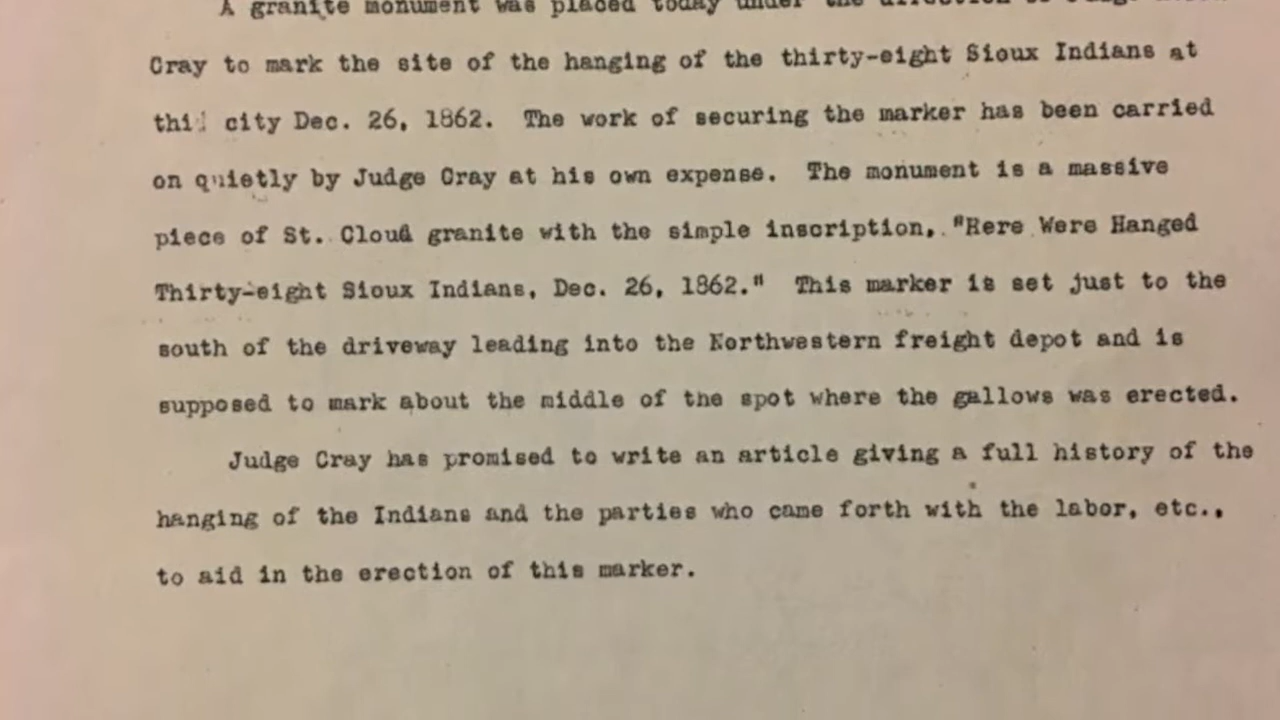 A granite monument was placed today under the direction of Judge
Cray to mark the site of the hanging of the thirty-eight Sioux Indians at
this city Dec. 26, 1862. The work of securing the marker has been carried
on quietly by Judge Cray at his own expense. The monument is a massive
piece of St. Cloud granite with the simple inscription, "Here Were Hanged
Thirty-eight Sioux Indians, Dec. 26, 1862." This marker is set just to the
south of the driveway leading into the Northwestern freight depot and is
supposed to mark about the middle of the spot where the gallows was erected.
Judge Cray has promised to write an article giving a full history of the
hanging of the Indians and the parties who came forth with the labor, etc.,
to aid in the erection of this marker.